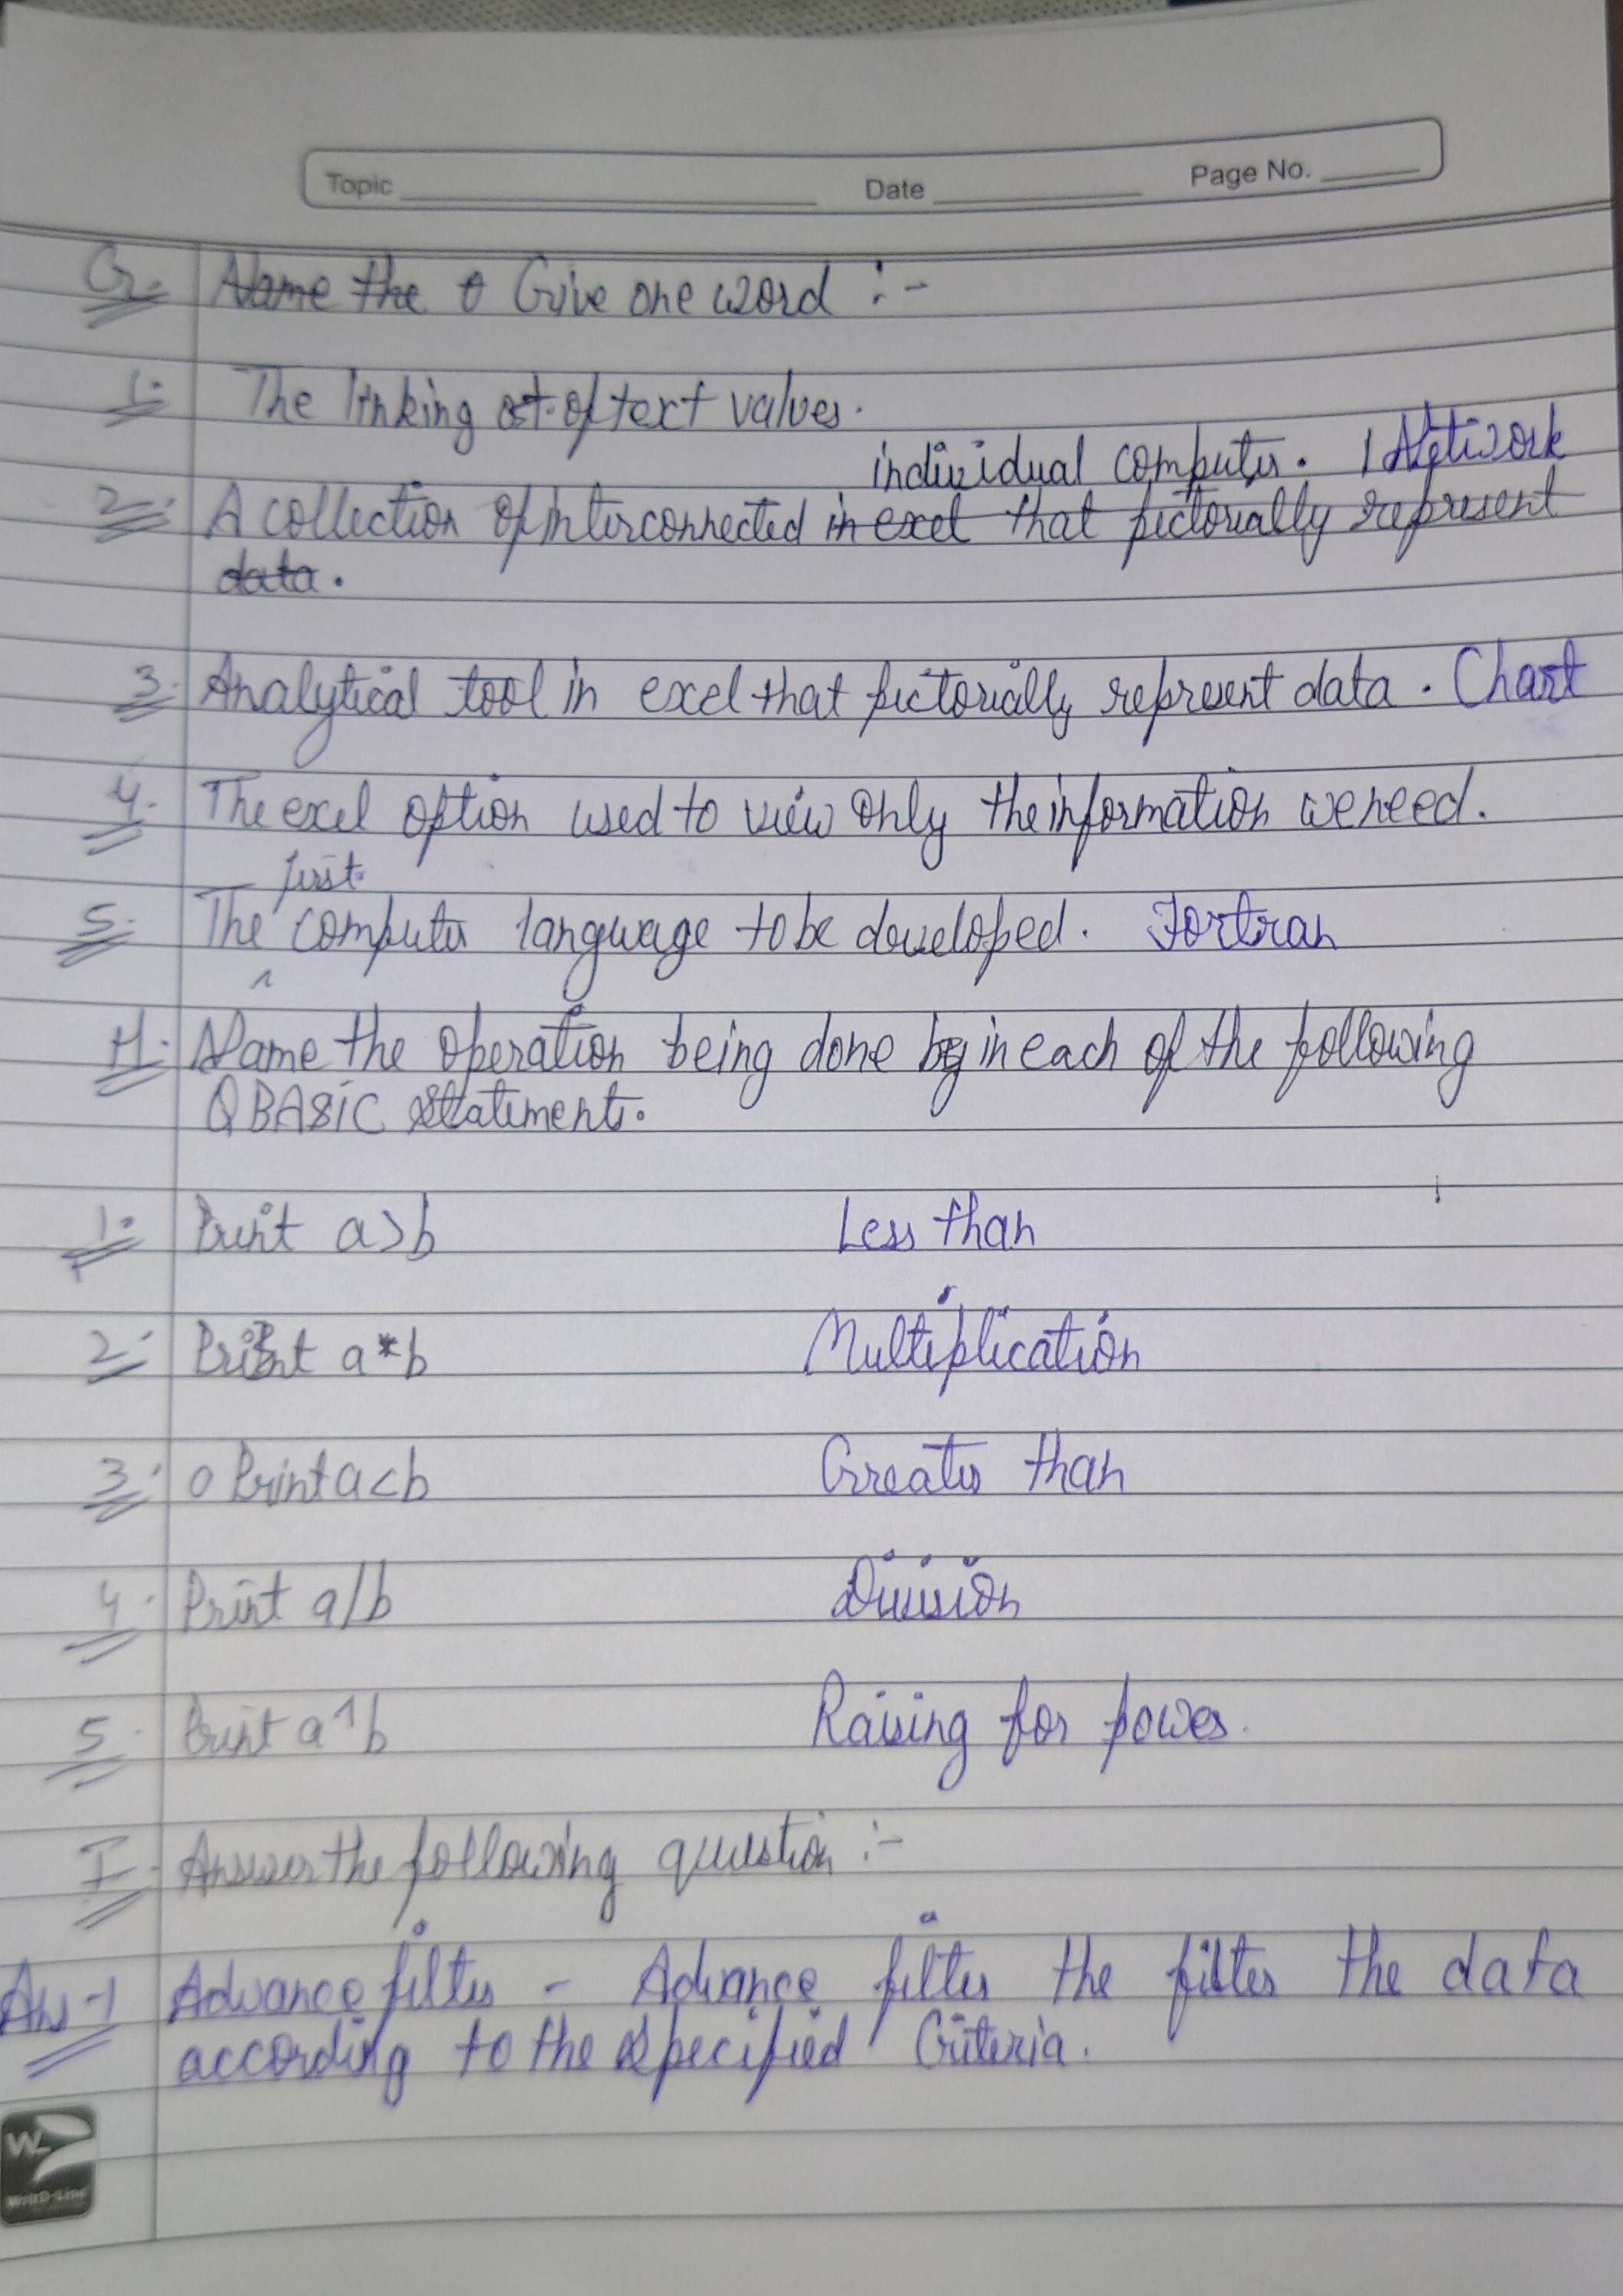 Topic Date Page No.
G. Name the Give one word :-
1. The linking of text values.
individual computer. / Network
2. A collection of interconnected in excel that pictorially represent
data.
3. Analytical tool in excel that pictorially represent data. Chart
4. The excel option used to view only the information we need.
first
5. The computer language to be developed. Fortran
H. Name the operation being done in each of the following
QBASIC Statement.
1. Print a>b Less than
2. Print a*b Multiplication
3. Print a<b Greater than
4. Print a/b Division
5. Print a^b Raising for power.
I. Answer the following question :-
Ans-1 Advance filter - Advance filter the filter the data
according to the specified Criteria.
W
WritD-Line